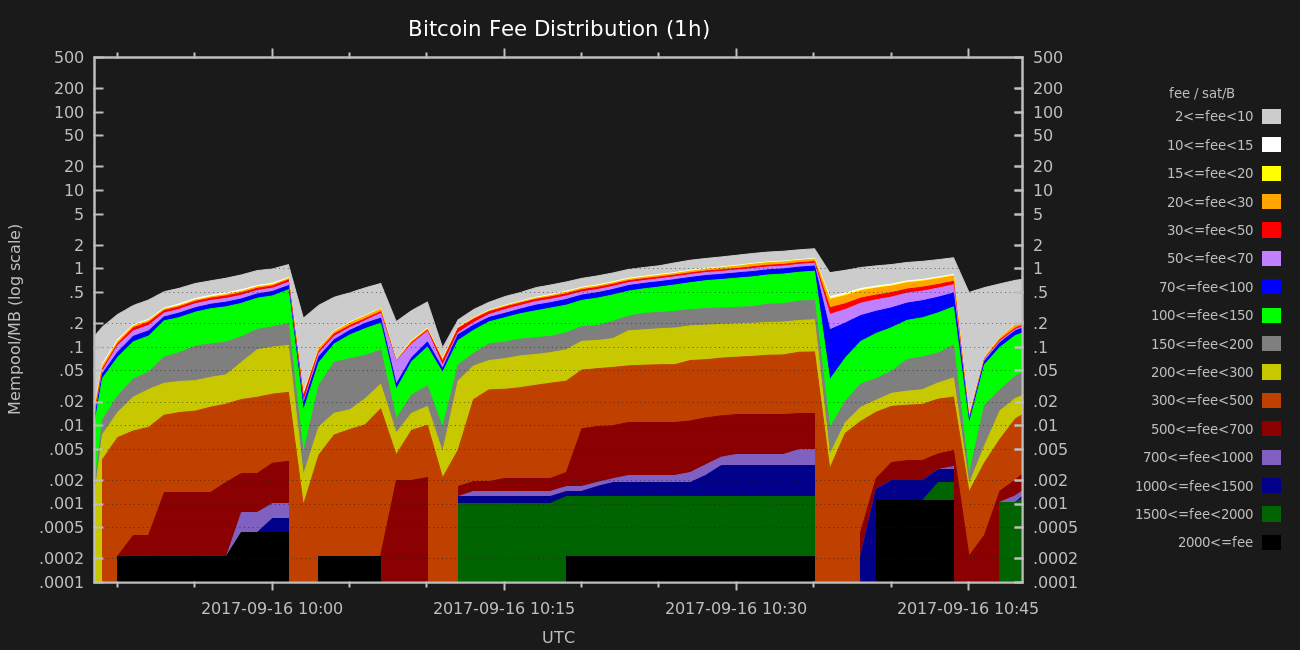 Bitcoin Fee Distribution (1h)
500 500
200 200
100 100
50 50
20 20
10 10
5 5
2 2
1 1
.5 .5
.2 .2
.1 .1
.05 .05
.02 .02
.01 .01
.005 .005
.002 .002
.001 .001
.0005 .0005
.0002 .0002
.0001 .0001
Mempool/MB (log scale)
2017-09-16 10:00 2017-09-16 10:15 2017-09-16 10:30 2017-09-16 10:45
UTC
fee / sat/B
2<=fee<10
10<=fee<15
15<=fee<20
20<=fee<30
30<=fee<50
50<=fee<70
70<=fee<100
100<=fee<150
150<=fee<200
200<=fee<300
300<=fee<500
500<=fee<700
700<=fee<1000
1000<=fee<1500
1500<=fee<2000
2000<=fee